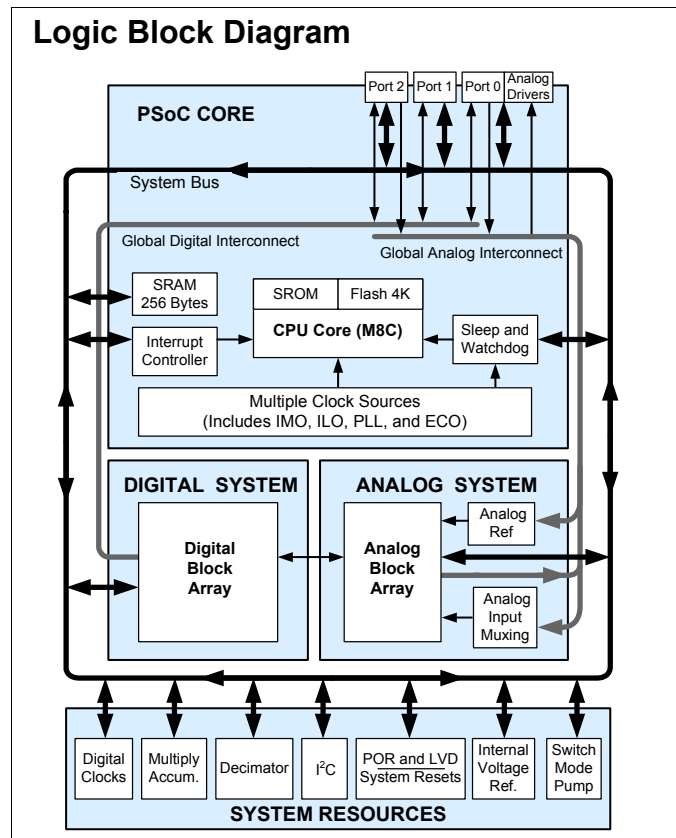 Logic Block Diagram
Port 2
Port 1
Port 0
Analog
Drivers
PSoC CORE
System Bus
Global Digital Interconnect
Global Analog Interconnect
SRAM
256 Bytes
SROM
Flash 4K
CPU Core (M8C)
Interrupt
Controller
Sleep and
Watchdog
Multiple Clock Sources
(Includes IMO, ILO, PLL, and ECO)
DIGITAL SYSTEM
ANALOG SYSTEM
Digital
Block
Array
Analog
Block
Array
Analog
Ref
Analog
Input
Muxing
Digital
Clocks
Multiply
Accum.
Decimator
I²C
POR and LVD
System Resets
Internal
Voltage
Ref.
Switch
Mode
Pump
SYSTEM RESOURCES